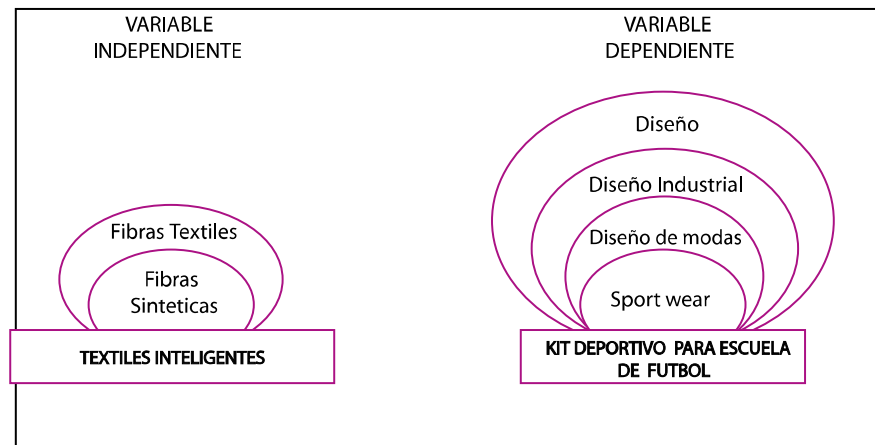 VARIABLE
INDEPENDIENTE
Fibras Textiles
Fibras
Sinteticas
TEXTILES INTELIGENTES
VARIABLE
DEPENDIENTE
Diseño
Diseño Industrial
Diseño de modas
Sport wear
KIT DEPORTIVO PARA ESCUELA
DE FUTBOL